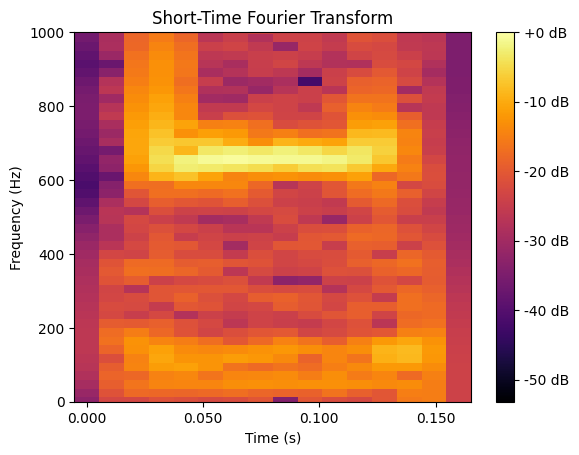 Short-Time Fourier Transform
Frequency (Hz)
1000
800
600
400
200
0
0.000
0.050
0.100
0.150
Time (s)
+0 dB
-10 dB
-20 dB
-30 dB
-40 dB
-50 dB